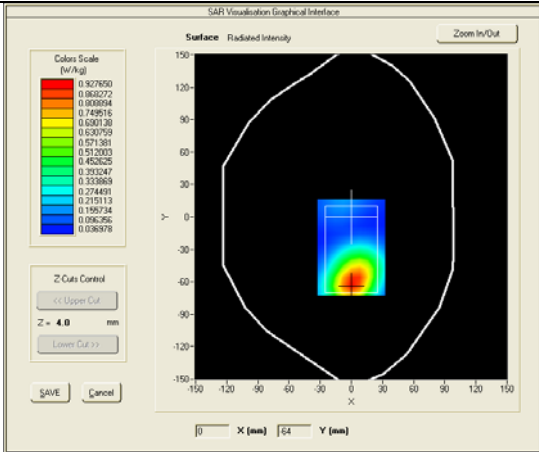 SAR Visualisation Graphical Interface
Surface Radiated Intensity
Zoom In/Out
Colors Scale
(W/kg)
0.927650
0.868272
0.808894
0.749516
0.690138
0.630759
0.571381
0.512003
0.452625
0.393247
0.333869
0.274491
0.215113
0.155734
0.096356
0.036978
Z-Cuts Control
<< Upper Cut
Z = 4.0 mm
Lower Cut >>
SAVE Cancel
150-
120-
90-
60-
30-
0-
-30-
-60-
-90-
-120-
-150-
Y
-150 -120 -90 -60 -30 0 30 60 90 120 150
X
0 X (mm) -64 Y (mm)